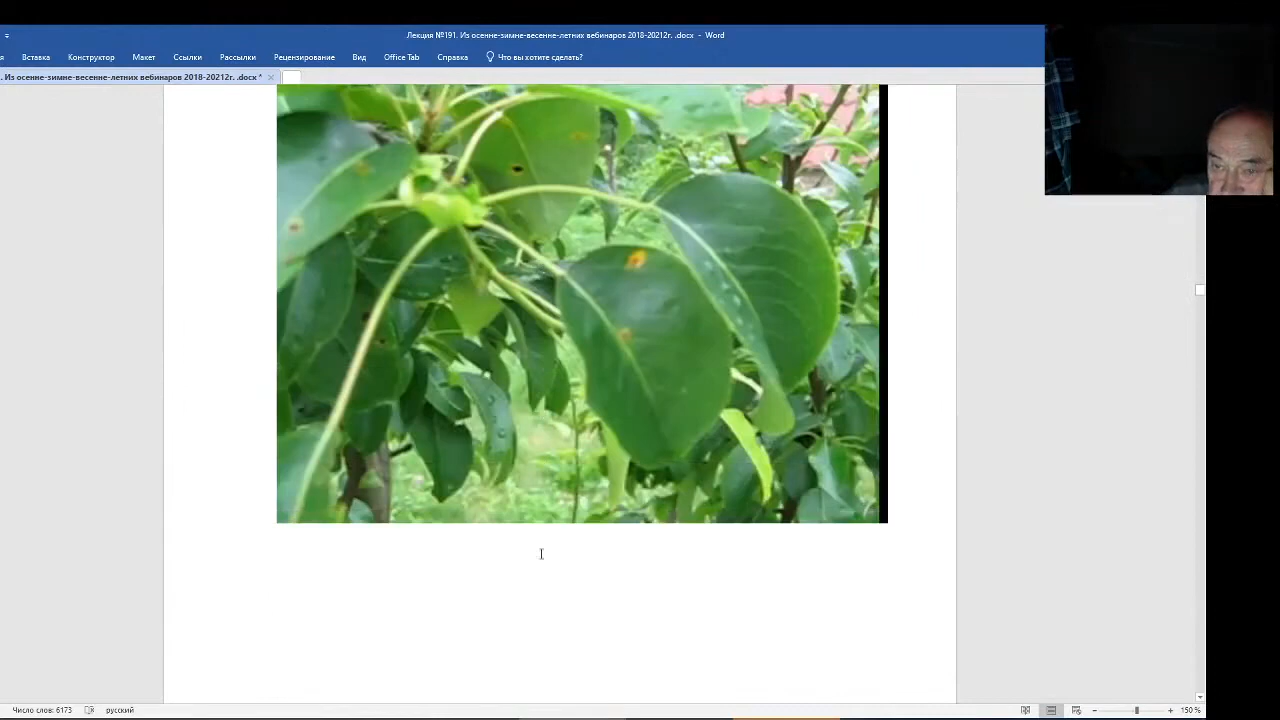 Лекция №191. Из осенне-зимне-весенне-летних вебинаров 2018-20212г. .docx - Word
я Вставка Конструктор Макет Ссылки Рассылки Рецензирование Вид Office Tab Справка Что вы хотите сделать?
. Из осенне-зимне-весенне-летних вебинаров 2018-20212г. .docx *
Число слов: 6173 русский 150 %